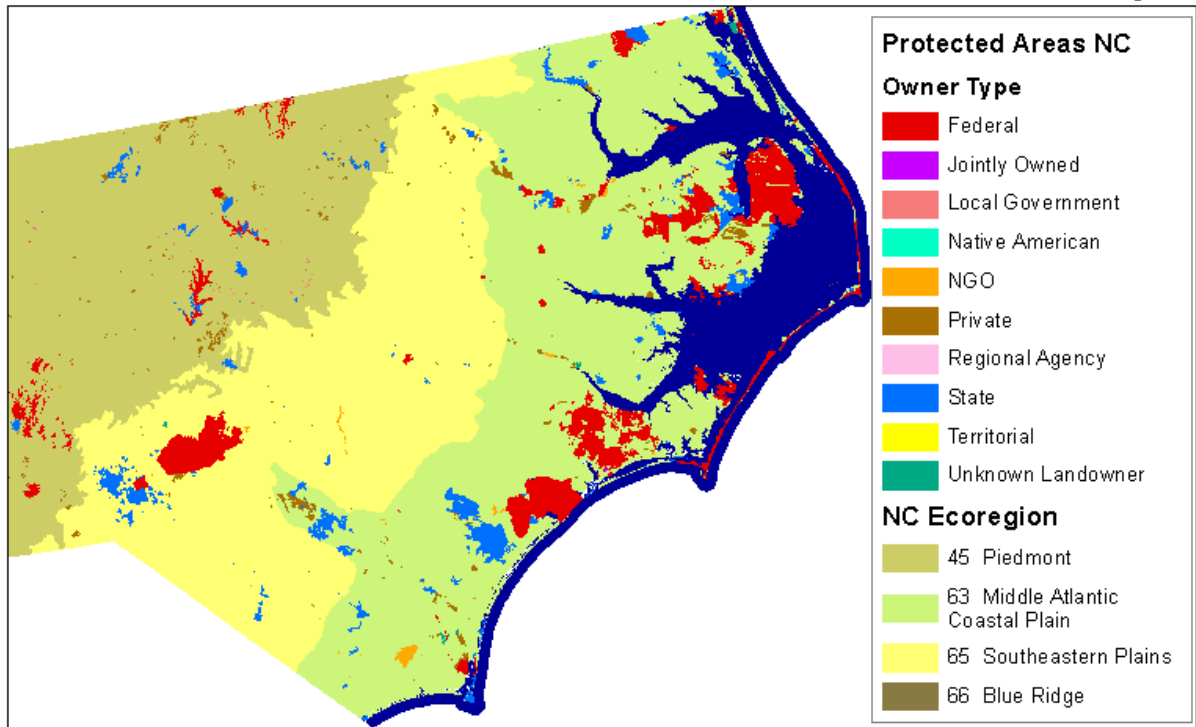 Protected Areas NC
Owner Type
Federal
Jointly Owned
Local Government
Native American
NGO
Private
Regional Agency
State
Territorial
Unknown Landowner
NC Ecoregion
45 Piedmont
63 Middle Atlantic
Coastal Plain
65 Southeastern Plains
66 Blue Ridge